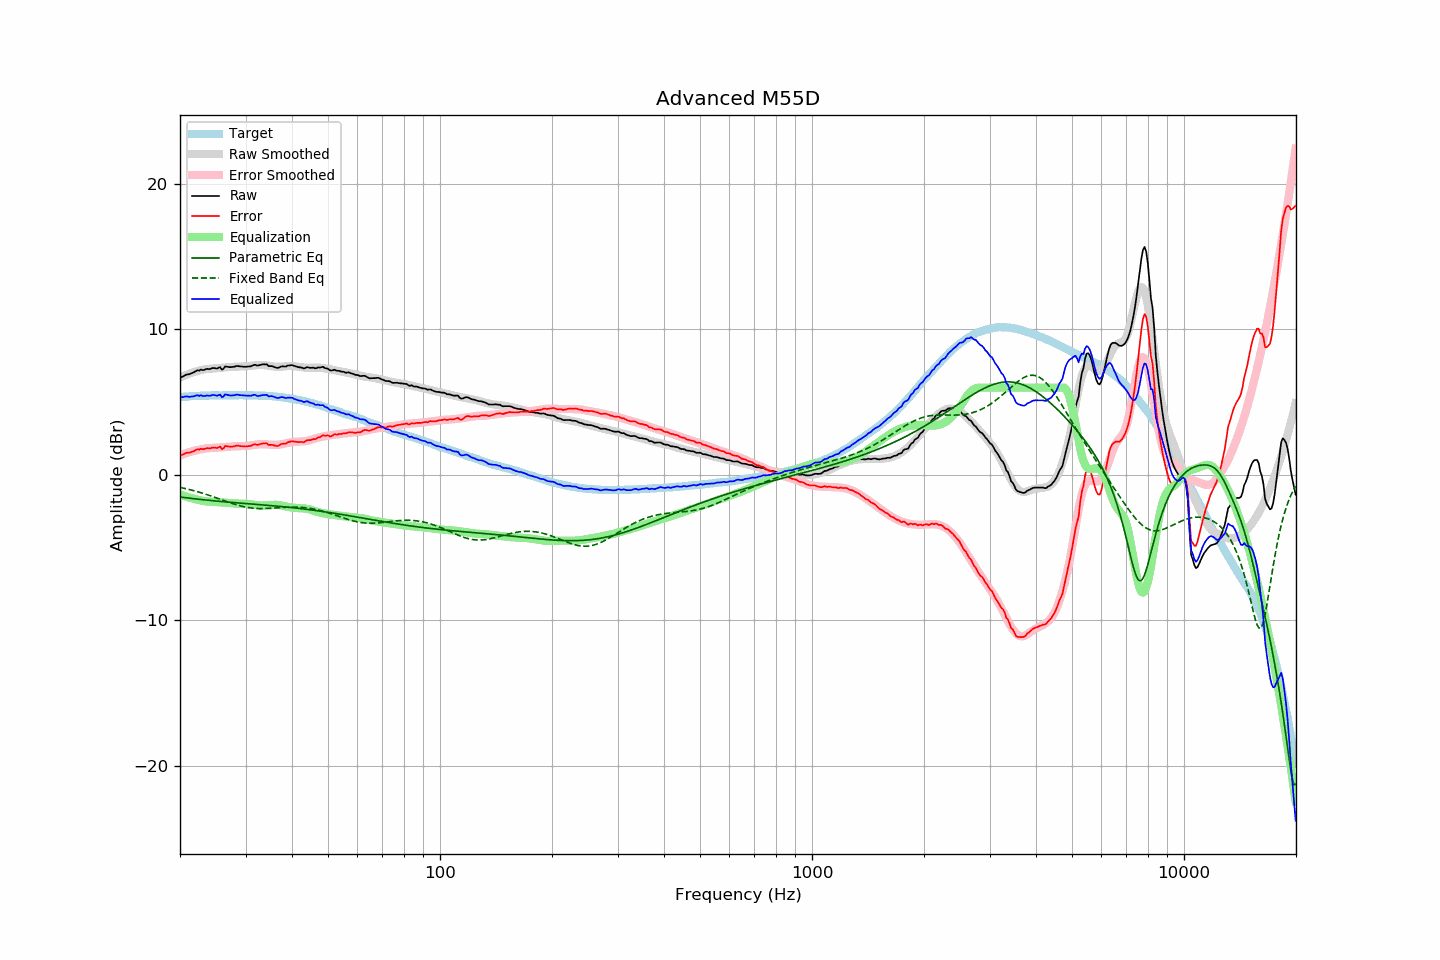 Advanced M55D
Target
Raw Smoothed
Error Smoothed
Raw
Error
Equalization
Parametric Eq
Fixed Band Eq
Equalized
20
10
0
−10
−20
Amplitude (dBr)
100
1000
10000
Frequency (Hz)